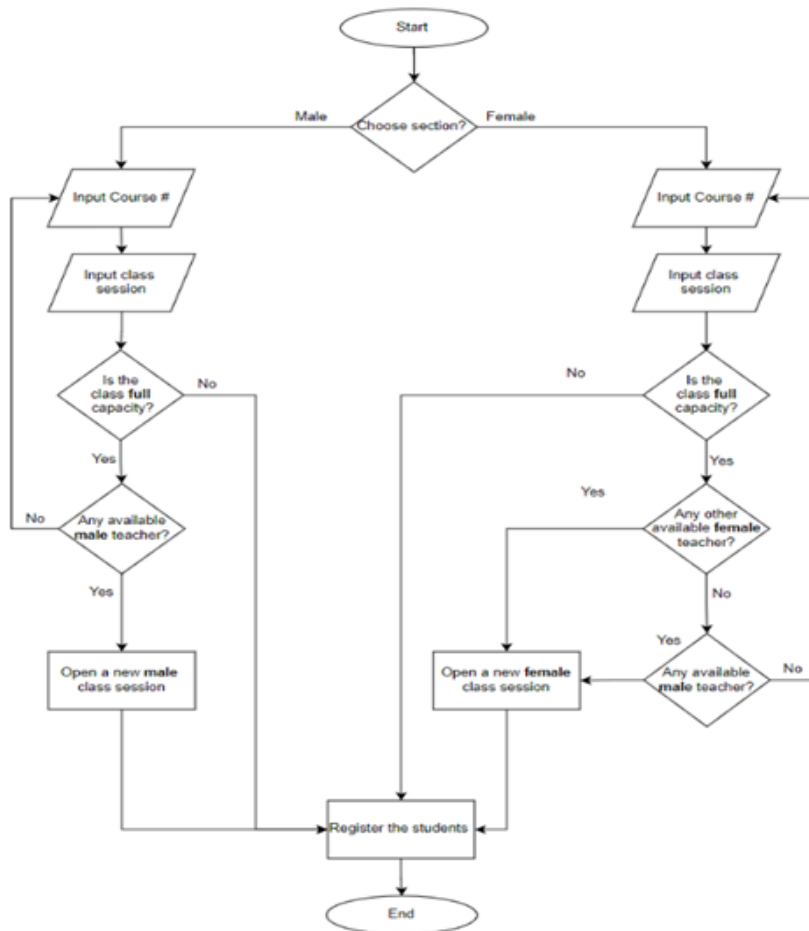 Start
Male
Choose section?
Female
Input Course #
Input Course #
Input class
session
Input class
session
Is the
class full
capacity?
No
No
Is the
class full
capacity?
Yes
Yes
No
Any available
male teacher?
Yes
Any other
available female
teacher?
Yes
No
Open a new male
class session
Open a new female
class session
Yes
Any available
male teacher?
No
Register the students
End